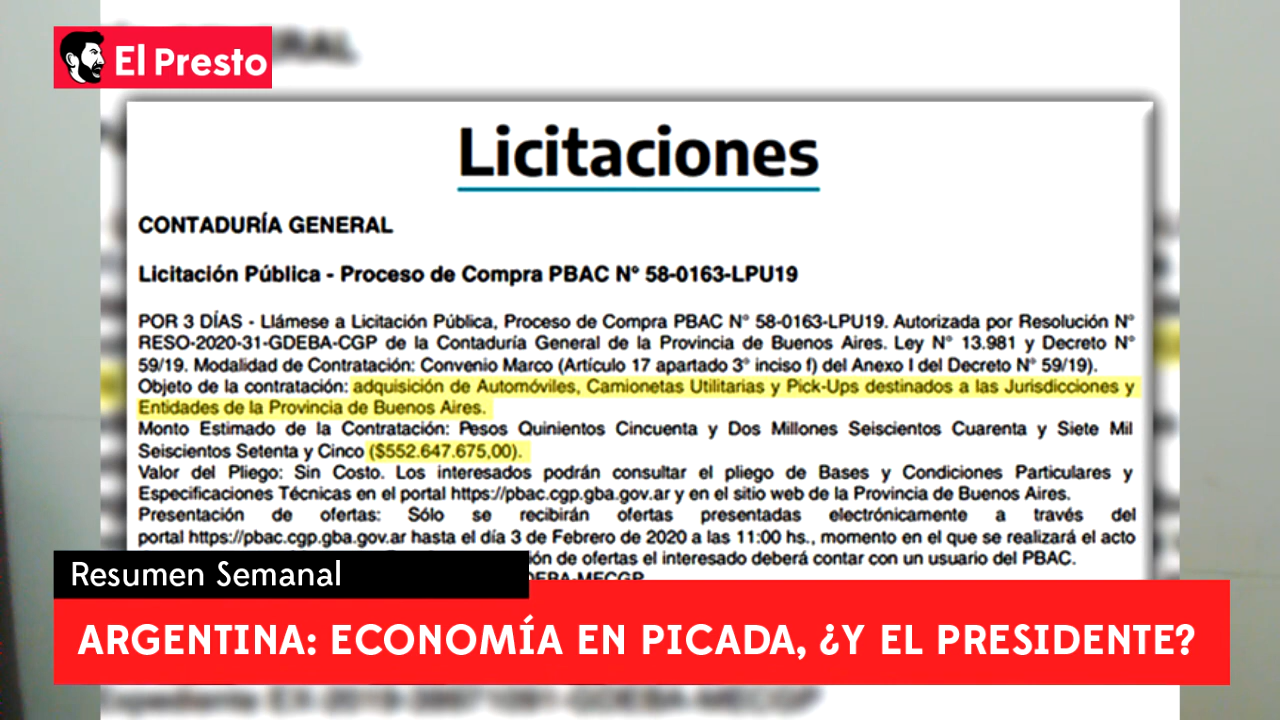 El Presto
Licitaciones
CONTADURÍA GENERAL
Licitación Pública - Proceso de Compra PBAC N° 58-0163-LPU19
POR 3 DÍAS - Llámese a Licitación Pública, Proceso de Compra PBAC N° 58-0163-LPU19. Autorizada por Resolución N°
RESO-2020-31-GDEBA-CGP de la Contaduría General de la Provincia de Buenos Aires. Ley N° 13.981 y Decreto N°
59/19. Modalidad de Contratación: Convenio Marco (Artículo 17 apartado 3° inciso f) del Anexo I del Decreto N° 59/19).
Objeto de la contratación: adquisición de Automóviles, Camionetas Utilitarias y Pick-Ups destinados a las Jurisdicciones y
Entidades de la Provincia de Buenos Aires.
Monto Estimado de la Contratación: Pesos Quinientos Cincuenta y Dos Millones Seiscientos Cuarenta y Siete Mil
Seiscientos Setenta y Cinco ($552.647.675,00).
Valor del Pliego: Sin Costo. Los interesados podrán consultar el pliego de Bases y Condiciones Particulares y
Especificaciones Técnicas en el portal https://pbac.cgp.gba.gov.ar y en el sitio web de la Provincia de Buenos Aires.
Presentación de ofertas: Sólo se recibirán ofertas presentadas electrónicamente a través del
portal https://pbac.cgp.gba.gov.ar hasta el día 3 de Febrero de 2020 a las 11:00 hs., momento en el que se realizará el acto
de ofertas el interesado deberá contar con un usuario del PBAC.
Resumen Semanal
ARGENTINA: ECONOMÍA EN PICADA, ¿Y EL PRESIDENTE?